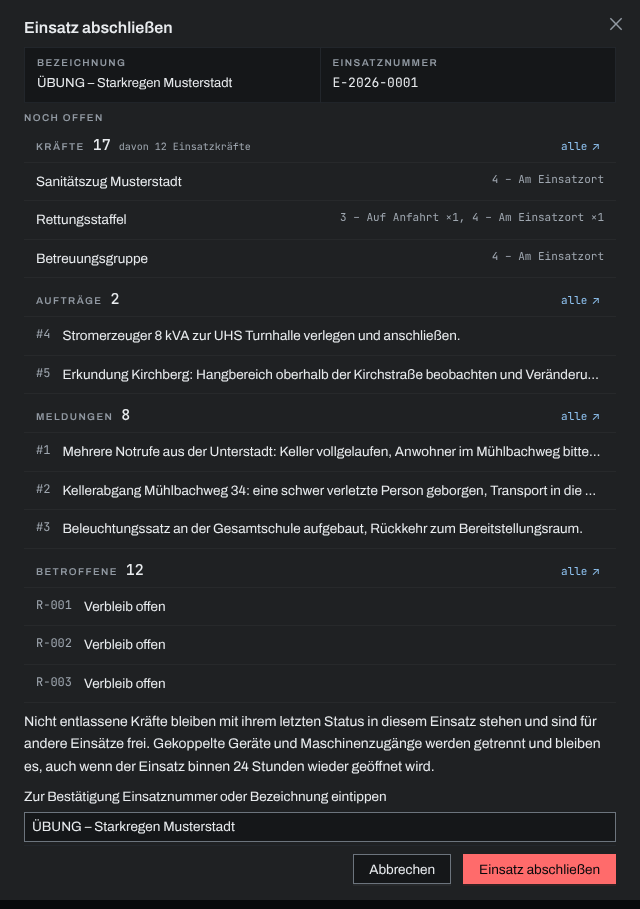 Einsatz abschließen
BEZEICHNUNG
ÜBUNG – Starkregen Musterstadt
EINSATZNUMMER
E-2026-0001
NOCH OFFEN
KRÄFTE 17 davon 12 Einsatzkräfte alle ↗
Sanitätszug Musterstadt 4 – Am Einsatzort
Rettungsstaffel 3 – Auf Anfahrt ×1, 4 – Am Einsatzort ×1
Betreuungsgruppe 4 – Am Einsatzort
AUFTRÄGE 2 alle ↗
#4 Stromerzeuger 8 kVA zur UHS Turnhalle verlegen und anschließen.
#5 Erkundung Kirchberg: Hangbereich oberhalb der Kirchstraße beobachten und Veränderu...
MELDUNGEN 8 alle ↗
#1 Mehrere Notrufe aus der Unterstadt: Keller vollgelaufen, Anwohner im Mühlbachweg bitte...
#2 Kellerabgang Mühlbachweg 34: eine schwer verletzte Person geborgen, Transport in die ...
#3 Beleuchtungssatz an der Gesamtschule aufgebaut, Rückkehr zum Bereitstellungsraum.
BETROFFENE 12 alle ↗
R-001 Verbleib offen
R-002 Verbleib offen
R-003 Verbleib offen
Nicht entlassene Kräfte bleiben mit ihrem letzten Status in diesem Einsatz stehen und sind für
andere Einsätze frei. Gekoppelte Geräte und Maschinenzugänge werden getrennt und bleiben
es, auch wenn der Einsatz binnen 24 Stunden wieder geöffnet wird.
Zur Bestätigung Einsatznummer oder Bezeichnung eintippen
ÜBUNG – Starkregen Musterstadt
Abbrechen
Einsatz abschließen